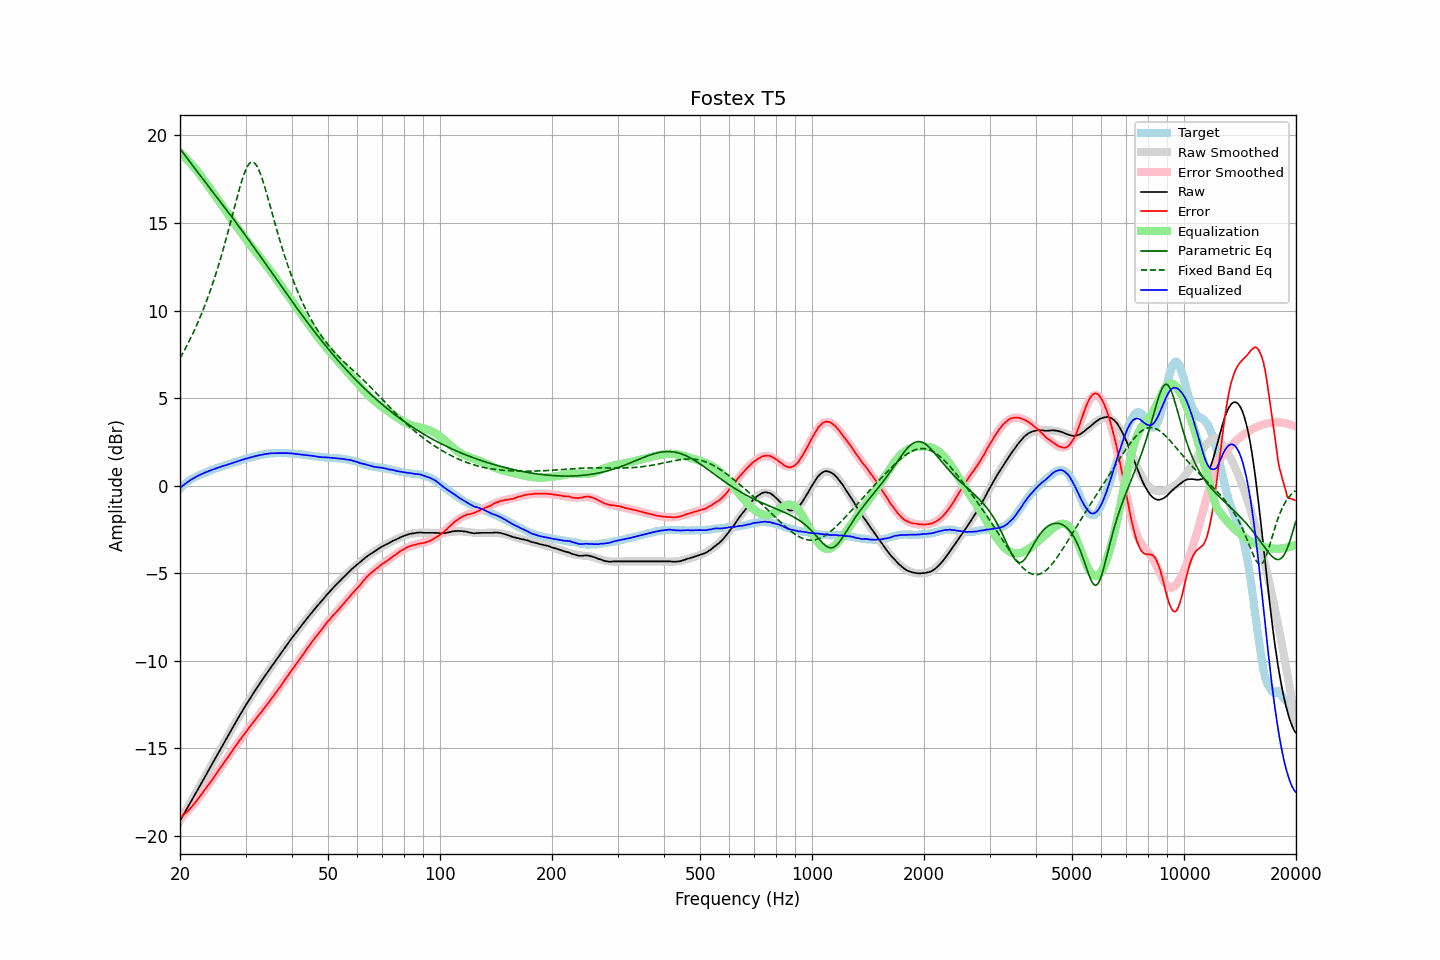 Fostex T5
Amplitude (dBr)
20
15
10
5
0
−5
−10
−15
−20
Target
Raw Smoothed
Error Smoothed
Raw
Error
Equalization
Parametric Eq
Fixed Band Eq
Equalized
20 50 100 200 500 1000 2000 5000 10000 20000
Frequency (Hz)